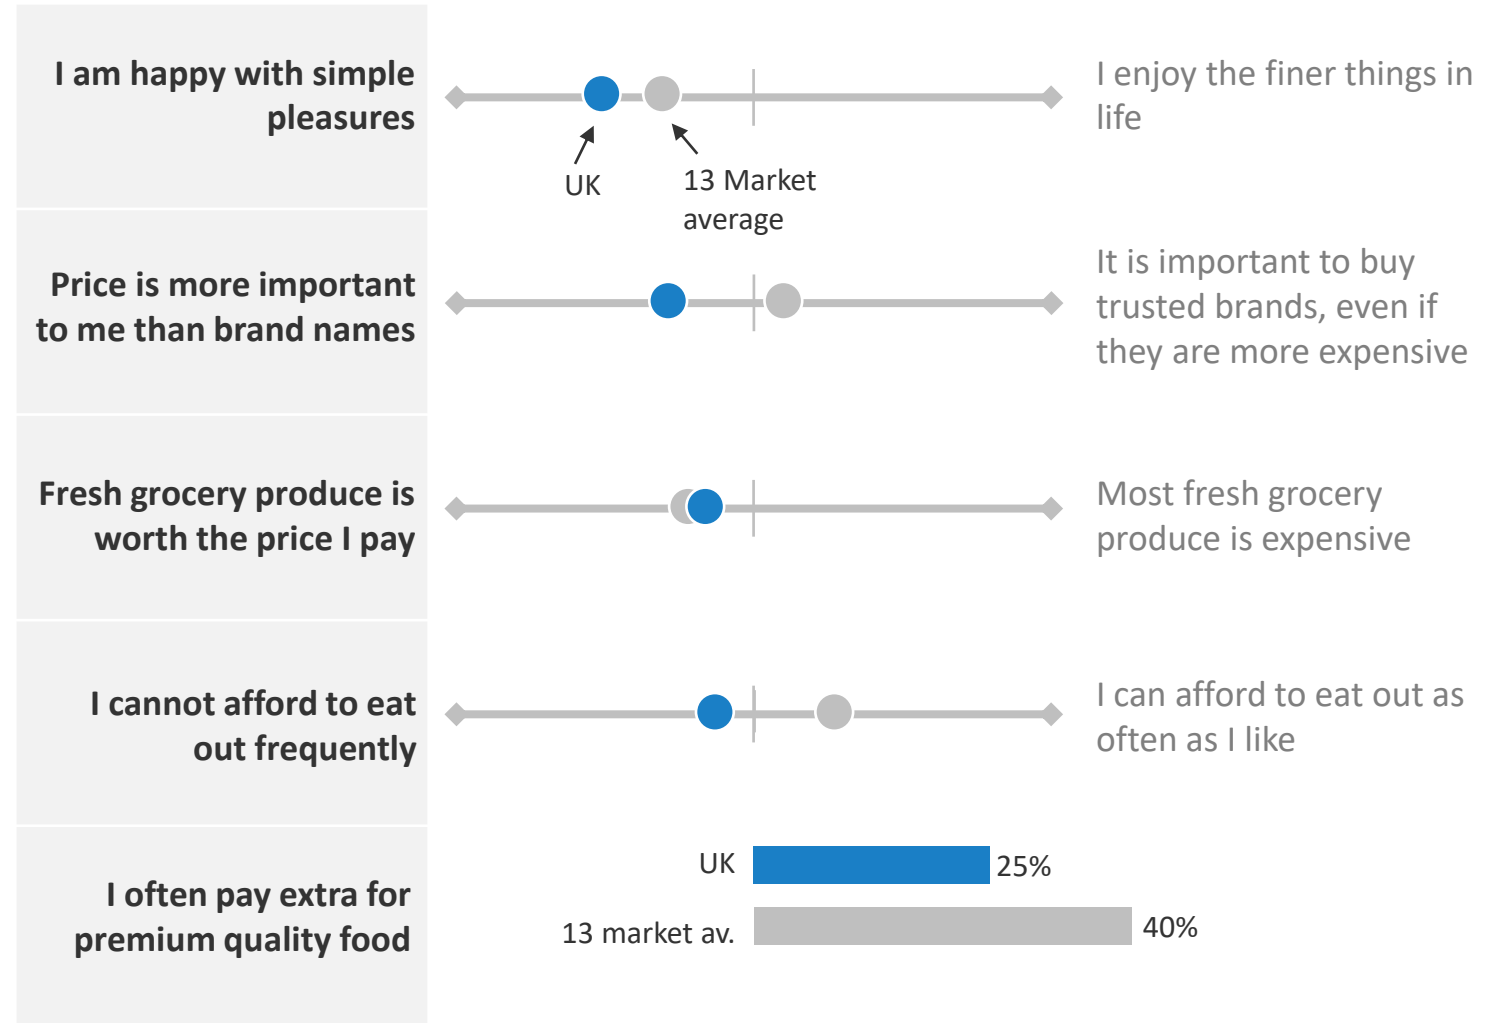 I am happy with simple
pleasures
I enjoy the finer things in
life
UK
13 Market
average
Price is more important
to me than brand names
It is important to buy
trusted brands, even if
they are more expensive
Fresh grocery produce is
worth the price I pay
Most fresh grocery
produce is expensive
I cannot afford to eat
out frequently
I can afford to eat out as
often as I like
I often pay extra for
premium quality food
UK
25%
13 market av.
40%